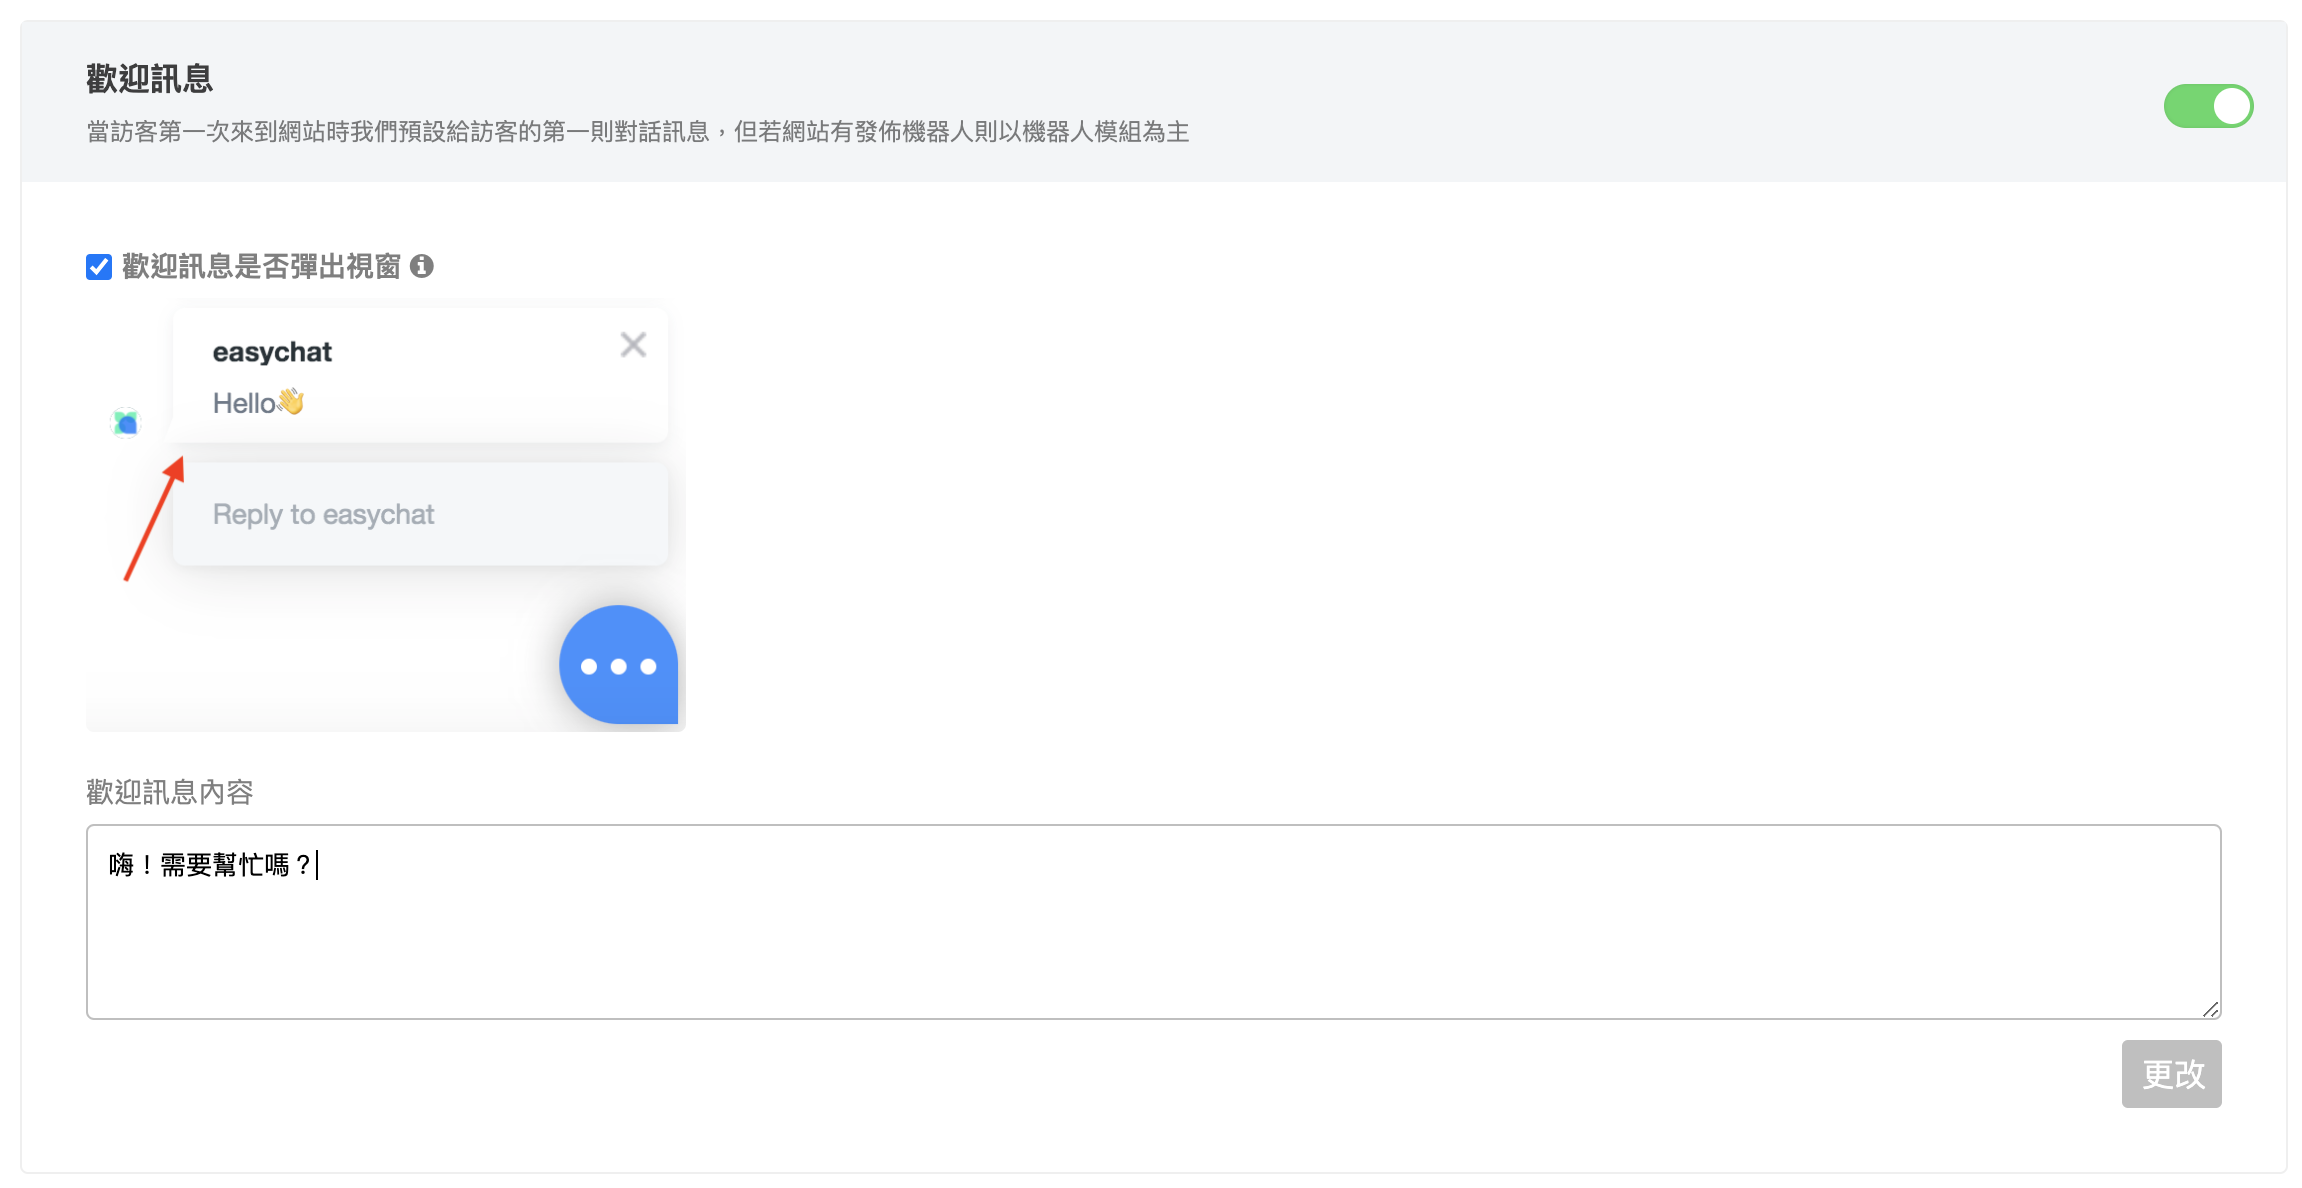 歡迎訊息
當訪客第一次來到網站時我們預設給訪客的第一則對話訊息，但若網站有發佈機器人則以機器人模組為主
歡迎訊息是否彈出視窗
easychat
Hello👋
Reply to easychat
歡迎訊息內容
嗨！需要幫忙嗎？
更改